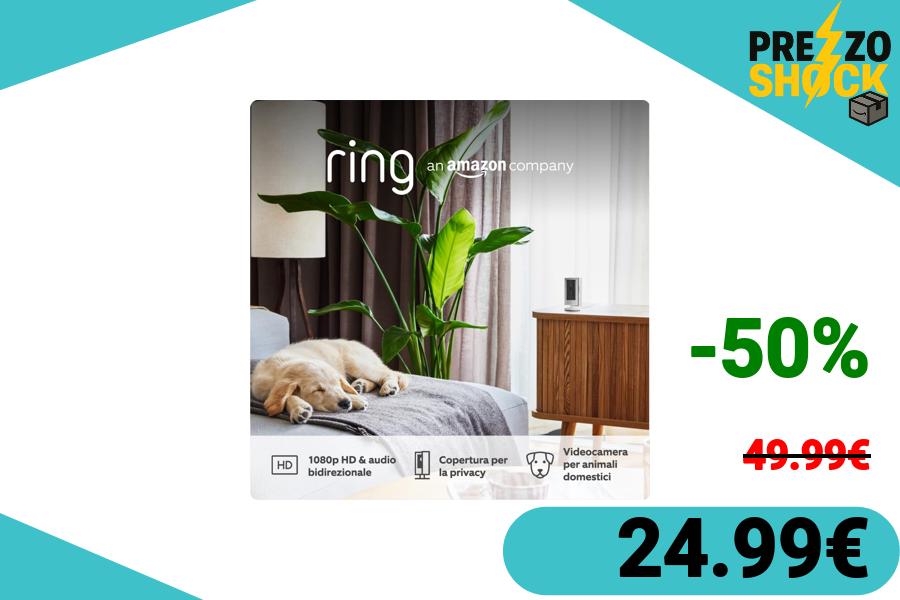 PREZZO
SHOCK
ring an amazon company
-50%
HD
1080p HD & audio
bidirezionale
Copertura per
la privacy
Videocamera
per animali
domestici
49.99€
24.99€